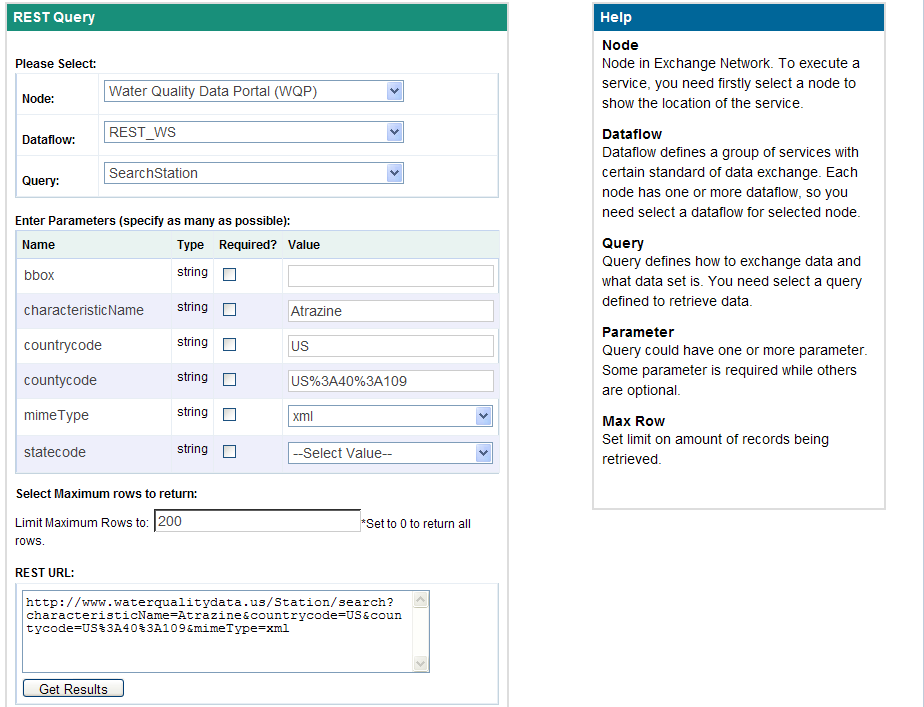 REST Query
Please Select:
Node: Water Quality Data Portal (WQP)
Dataflow: REST_WS
Query: SearchStation
Enter Parameters (specify as many as possible):
Name Type Required? Value
bbox string
characteristicName string Atrazine
countrycode string US
countycode string US%3A40%3A109
mimeType string xml
statecode string --Select Value--
Select Maximum rows to return:
Limit Maximum Rows to: 200 *Set to 0 to return all
rows.
REST URL:
http://www.waterqualitydata.us/Station/search?
characteristicName=Atrazine&countrycode=US&coun
tycode=US%3A40%3A109&mimeType=xml
Get Results
Help
Node
Node in Exchange Network. To execute a
service, you need firstly select a node to
show the location of the service.
Dataflow
Dataflow defines a group of services with
certain standard of data exchange. Each
node has one or more dataflow, so you
need select a dataflow for selected node.
Query
Query defines how to exchange data and
what data set is. You need select a query
defined to retrieve data.
Parameter
Query could have one or more parameter.
Some parameter is required while others
are optional.
Max Row
Set limit on amount of records being
retrieved.